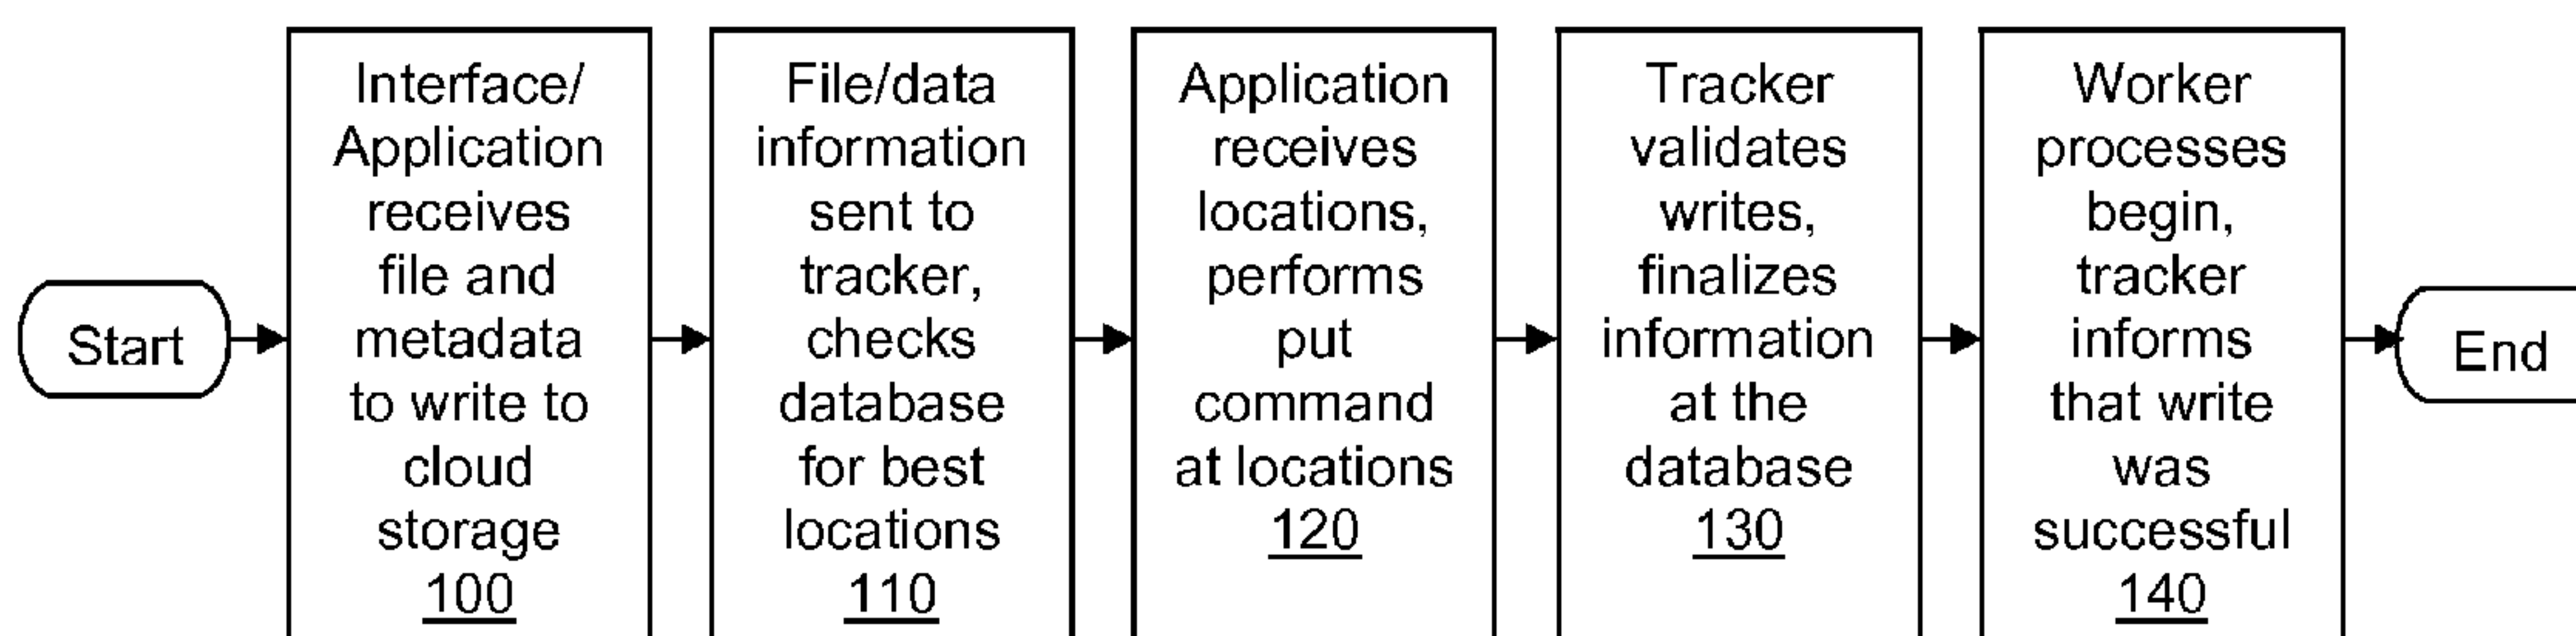 Start
Interface/
Application
receives
file and
metadata
to write to
cloud
storage
100
File/data
information
sent to
tracker,
checks
database
for best
locations
110
Application
receives
locations,
performs
put
command
at locations
120
Tracker
validates
writes,
finalizes
information
at the
database
130
Worker
processes
begin,
tracker
informs
that write
was
successful
140
End